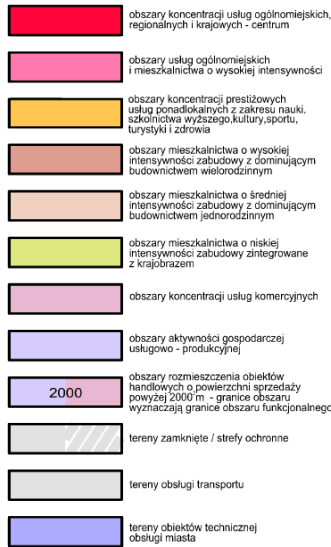 obszary koncentracji usług ogólnomiejskich,
regionalnych i krajowych - centrum
obszary usług ogólnomiejskich
i mieszkalnictwa o wysokiej intensywności
obszary koncentracji prestiżowych
usług ponadlokalnych z zakresu nauki,
szkolnictwa wyższego,kultury,sportu,
turystyki i zdrowia
obszary mieszkalnictwa o wysokiej
intensywności zabudowy z dominującym
budownictwem wielorodzinnym
obszary mieszkalnictwa o średniej
intensywności zabudowy z dominującym
budownictwem jednorodzinnym
obszary mieszkalnictwa o niskiej
intensywności zabudowy zintegrowane
z krajobrazem
obszary koncentracji usług komercyjnych
obszary aktywności gospodarczej
usługowo - produkcyjnej
2000
obszary rozmieszczenia obiektów
handlowych o powierzchni sprzedaży
powyżej 2000 m - granice obszaru
wyznaczają granice obszaru funkcjonalnego
tereny zamknięte / strefy ochronne
tereny obsługi transportu
tereny obiektów technicznej
obsługi miasta